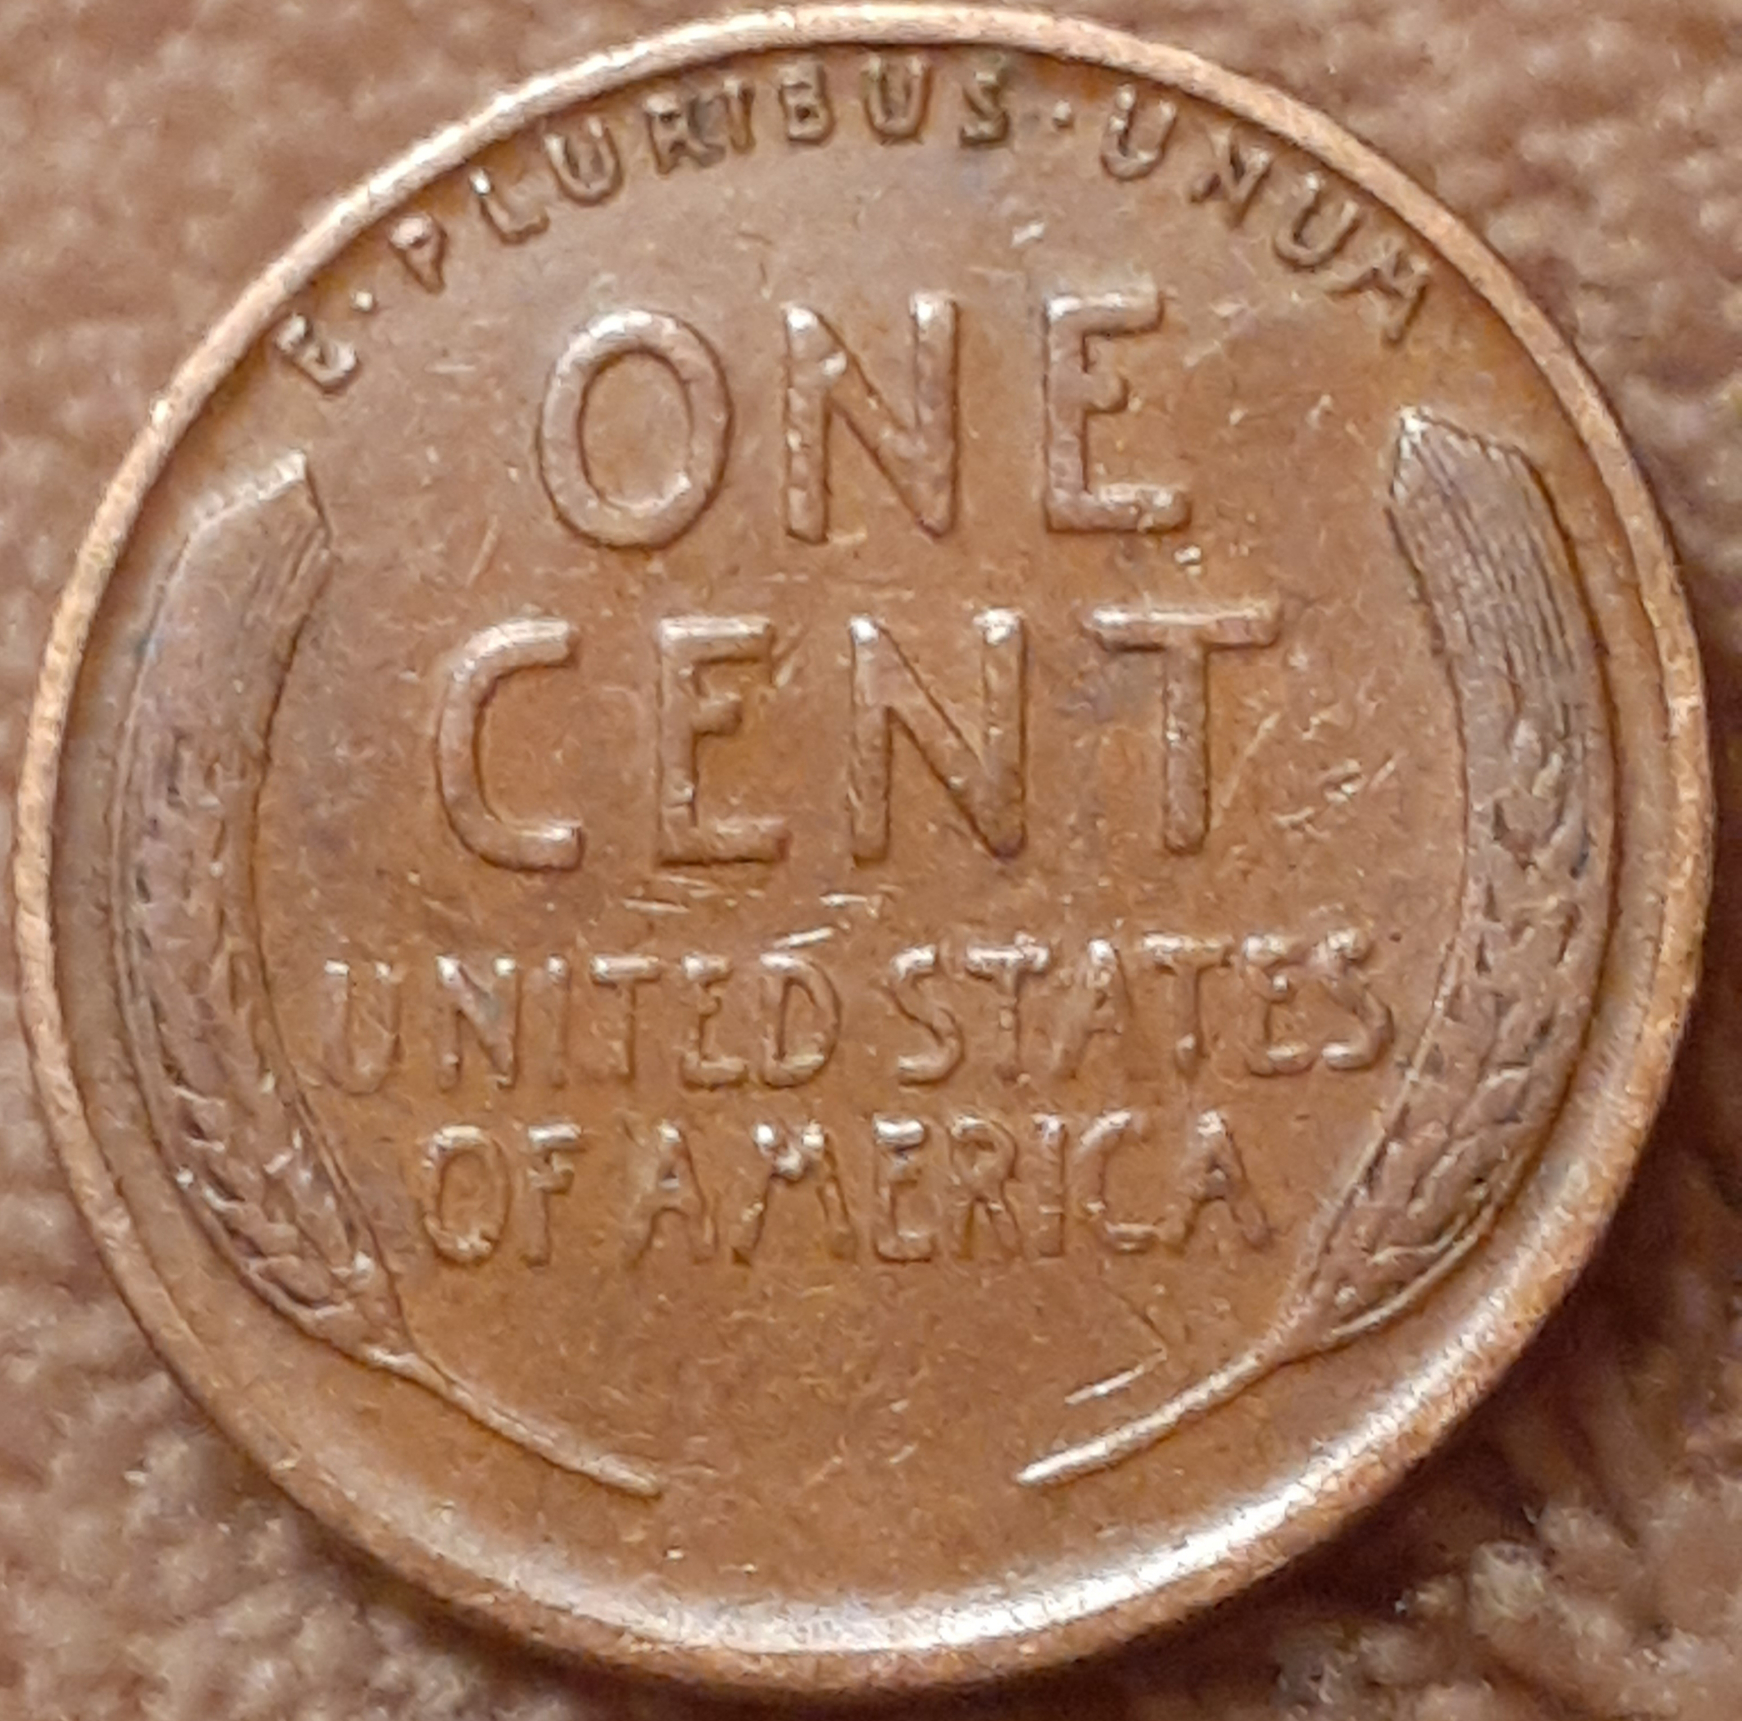 E·PLURIBUS·UNUM
ONE
CENT
UNITED STATES
OF AMERICA